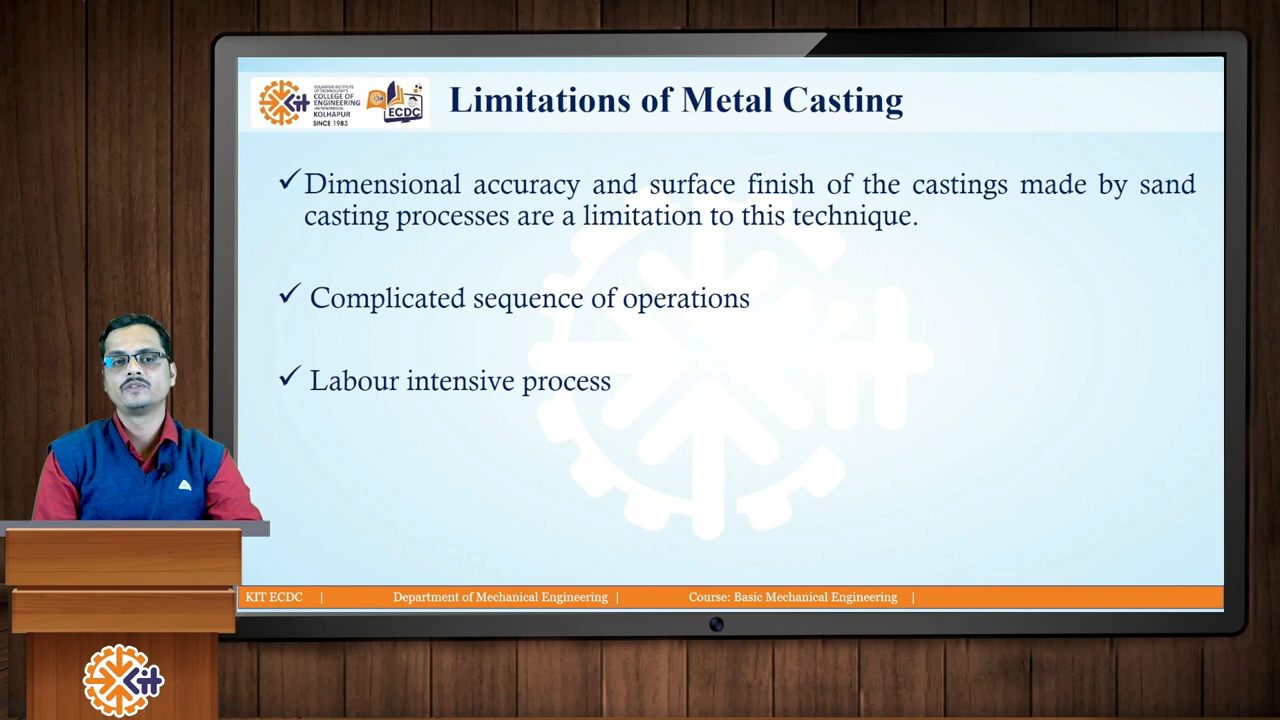 KOLHAPUR INSTITUTE
OF TECHNOLOGY'S
COLLEGE OF
ENGINEERING
KOLHAPUR
SINCE 1983
Kit
ECDC
Limitations of Metal Casting
Dimensional accuracy and surface finish of the castings made by sand
casting processes are a limitation to this technique.
Complicated sequence of operations
Labour intensive process
KIT ECDC | Department of Mechanical Engineering | Course: Basic Mechanical Engineering |
Kit